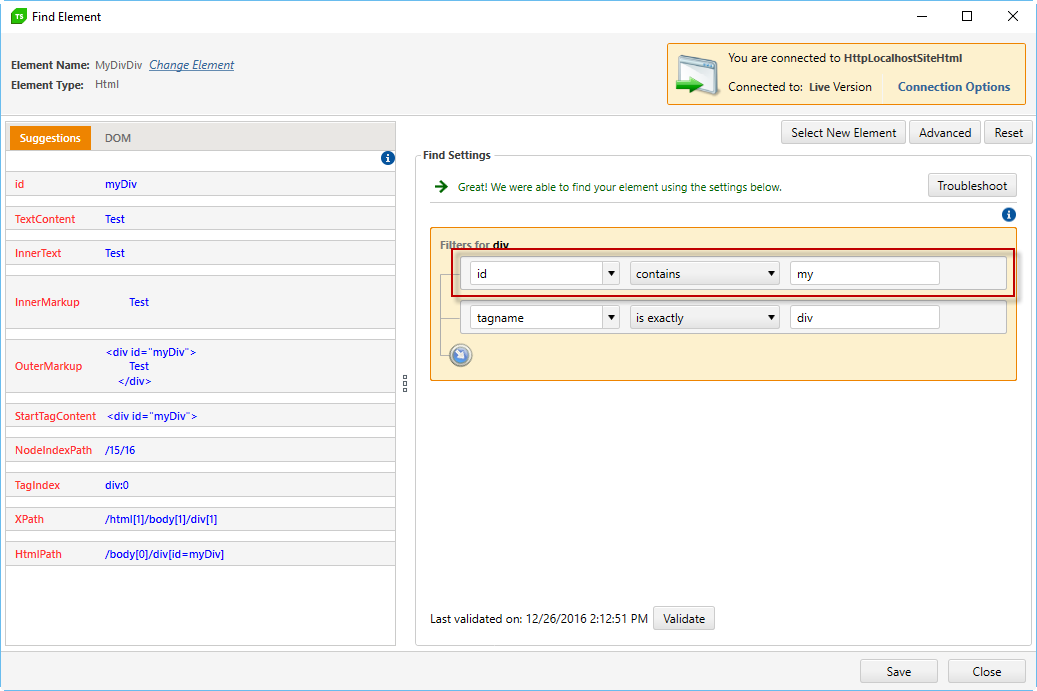 TS Find Element
Element Name: MyDivDiv Change Element
Element Type: Html
You are connected to HttpLocalhostSiteHtml
Connected to: Live Version Connection Options
Suggestions DOM
id myDiv
TextContent Test
InnerText Test
InnerMarkup Test
OuterMarkup <div id="myDiv">
Test
</div>
StartTagContent <div id="myDiv">
NodeIndexPath /15/16
TagIndex div:0
XPath /html[1]/body[1]/div[1]
HtmlPath /body[0]/div[id=myDiv]
Select New Element Advanced Reset
Find Settings
Great! We were able to find your element using the settings below.
Troubleshoot
Filters for div
id contains my
tagname is exactly div
Last validated on: 12/26/2016 2:12:51 PM Validate
Save Close